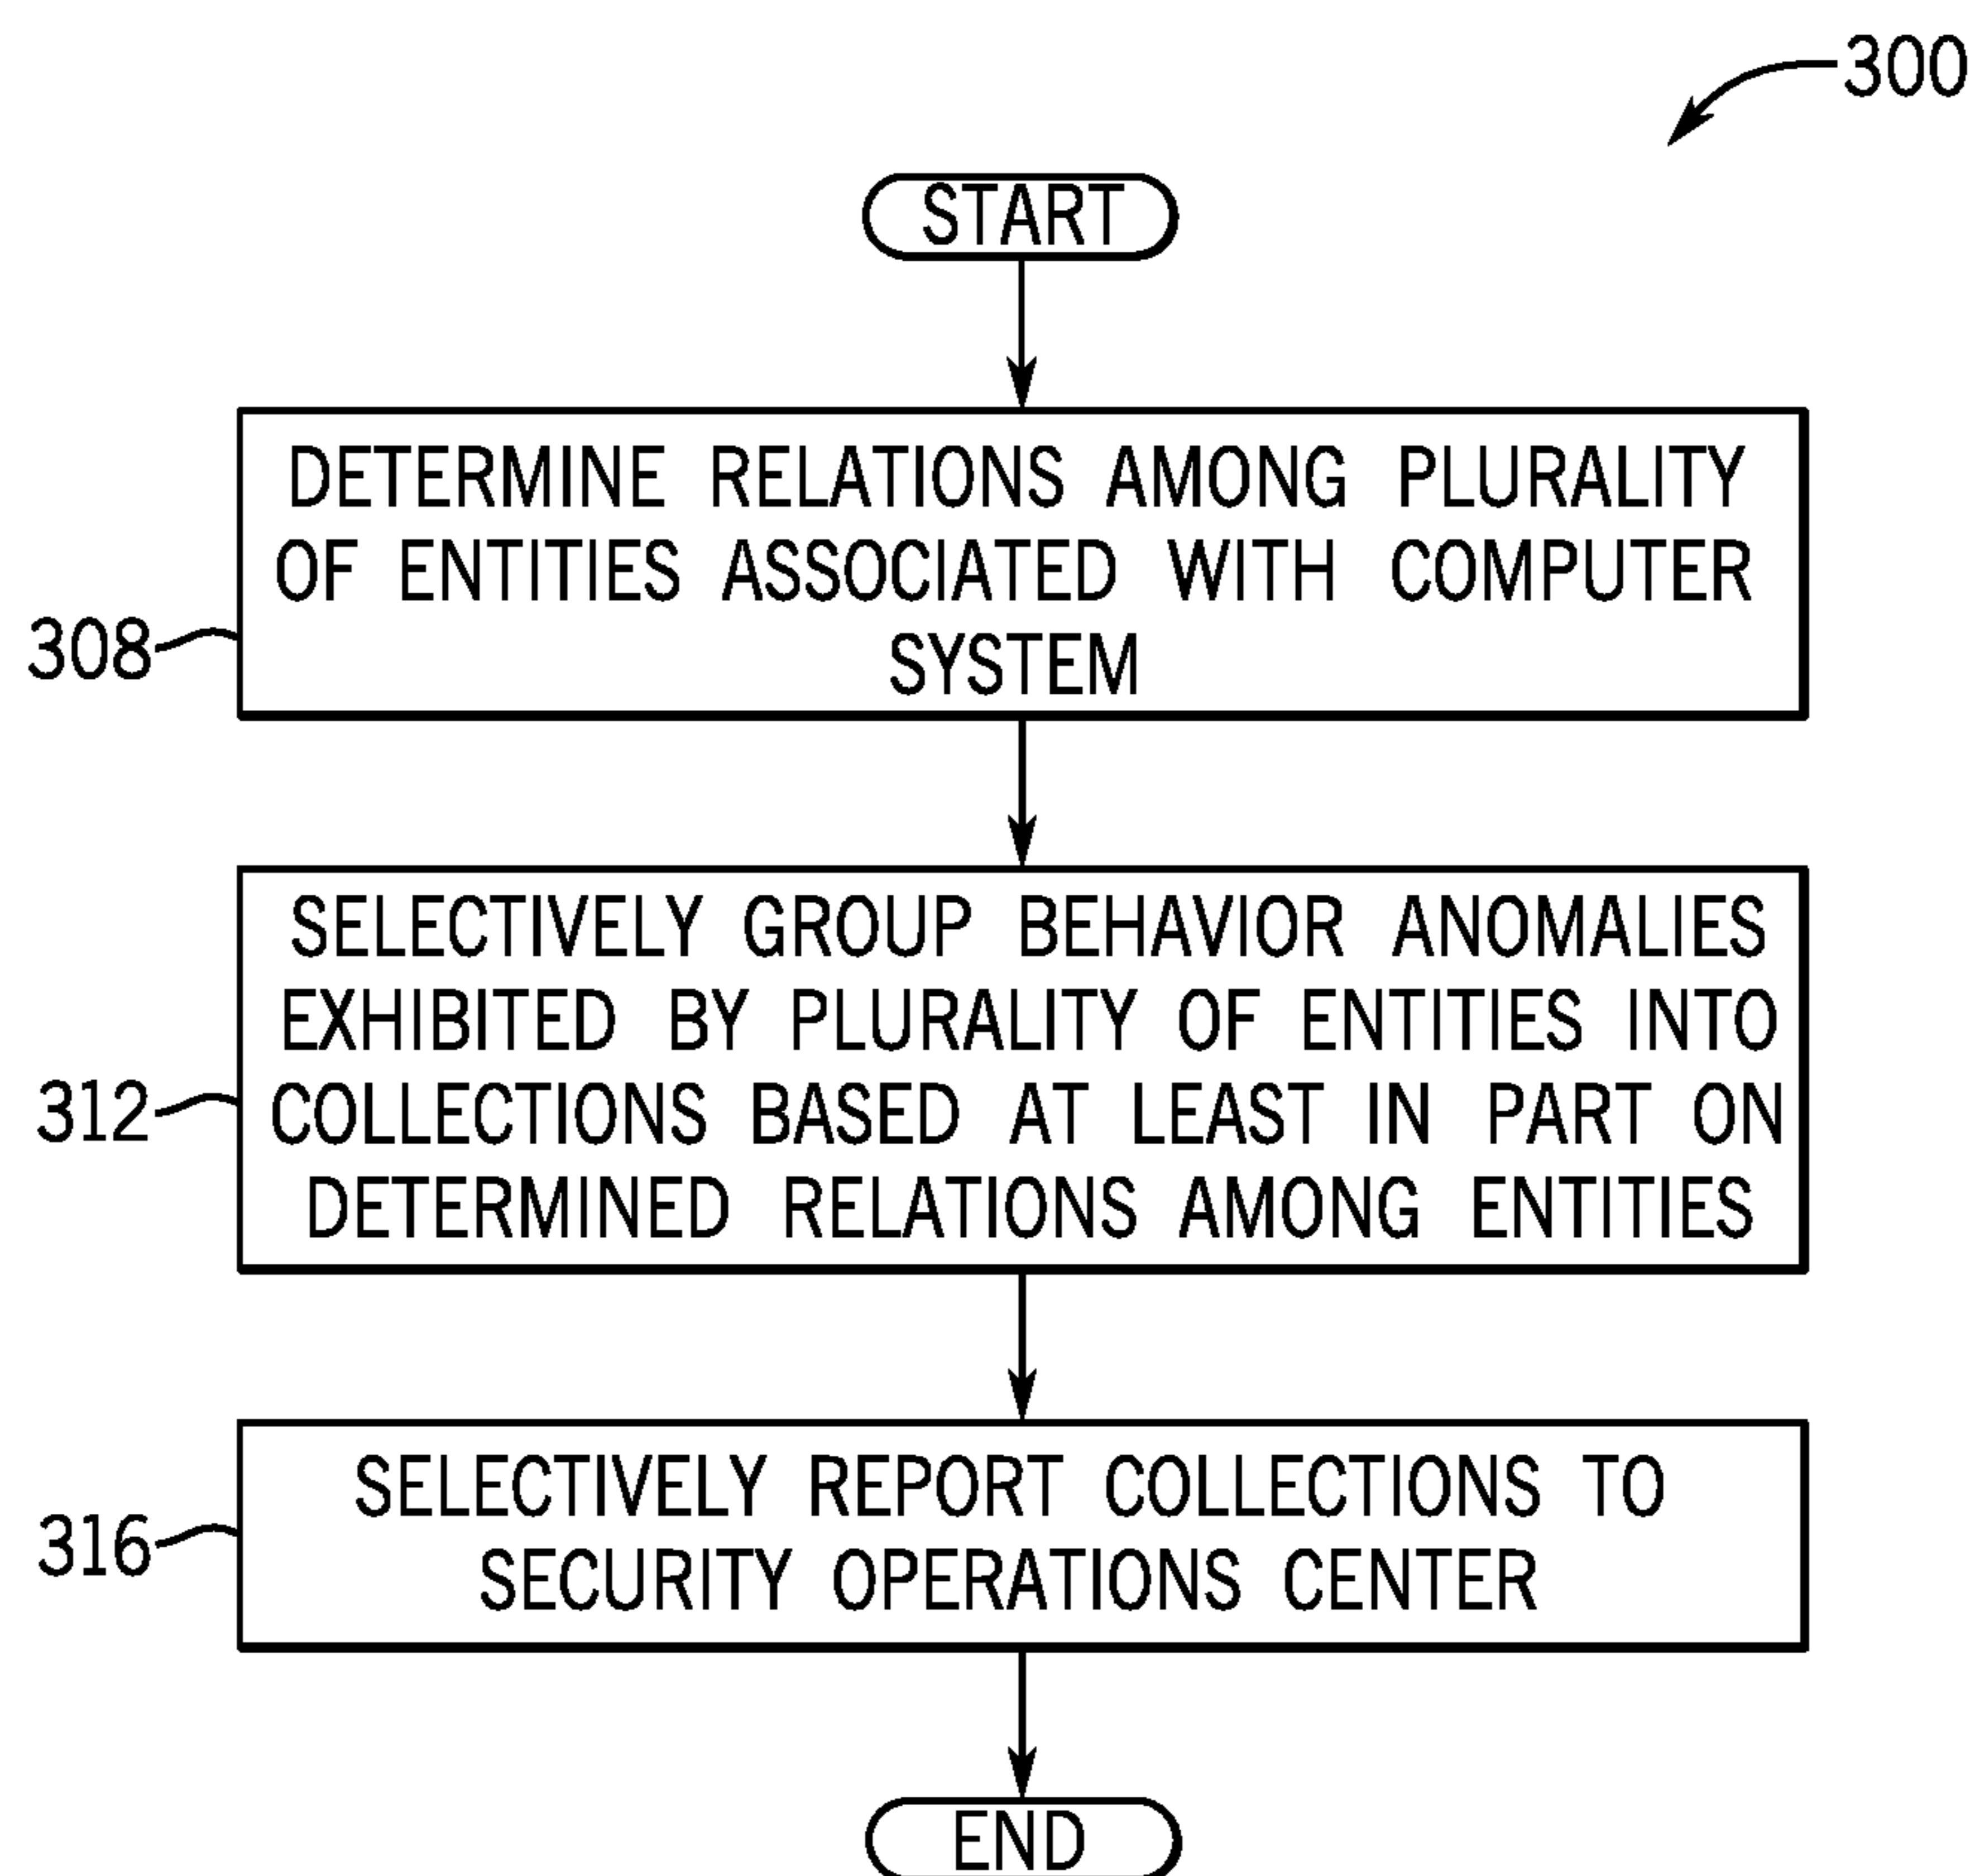 300
START
DETERMINE RELATIONS AMONG PLURALITY
OF ENTITIES ASSOCIATED WITH COMPUTER
SYSTEM
308
SELECTIVELY GROUP BEHAVIOR ANOMALIES
EXHIBITED BY PLURALITY OF ENTITIES INTO
COLLECTIONS BASED AT LEAST IN PART ON
DETERMINED RELATIONS AMONG ENTITIES
312
SELECTIVELY REPORT COLLECTIONS TO
SECURITY OPERATIONS CENTER
316
END